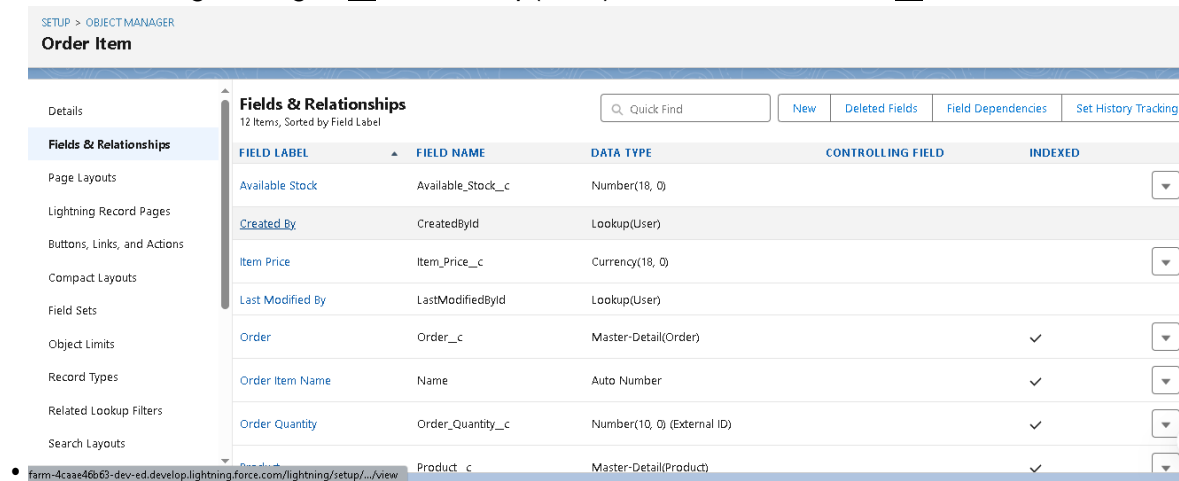 SETUP > OBJECT MANAGER
Order Item
Details
Fields & Relationships
Page Layouts
Lightning Record Pages
Buttons, Links, and Actions
Compact Layouts
Field Sets
Object Limits
Record Types
Related Lookup Filters
Search Layouts
Fields & Relationships
12 Items, Sorted by Field Label
Quick Find
New
Deleted Fields
Field Dependencies
Set History Tracking
FIELD LABEL FIELD NAME DATA TYPE CONTROLLING FIELD INDEXED
Available Stock Available_Stock__c Number(18, 0)
Created By CreatedById Lookup(User)
Item Price Item_Price__c Currency(18, 0)
Last Modified By LastModifiedById Lookup(User)
Order Order__c Master-Detail(Order)
Order Item Name Name Auto Number
Order Quantity Order_Quantity__c Number(10, 0) (External ID)
Product Product__c Master-Detail(Product)
farm-4caae46b63-dev-ed.develop.lightning.force.com/lightning/setup/.../view